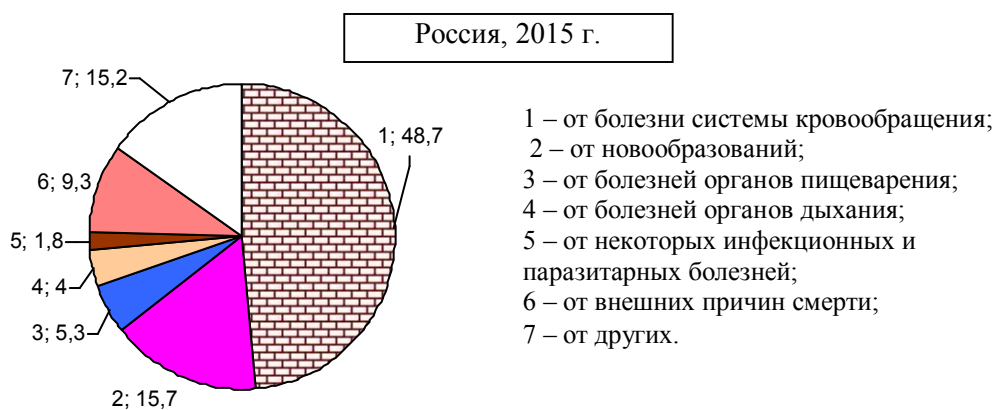 Россия, 2015 г.
7; 15,2
1; 48,7
6; 9,3
5; 1,8
4; 4
3; 5,3
2; 15,7
1 – от болезни системы кровообращения;
2 – от новообразований;
3 – от болезней органов пищеварения;
4 – от болезней органов дыхания;
5 – от некоторых инфекционных и
паразитарных болезней;
6 – от внешних причин смерти;
7 – от других.